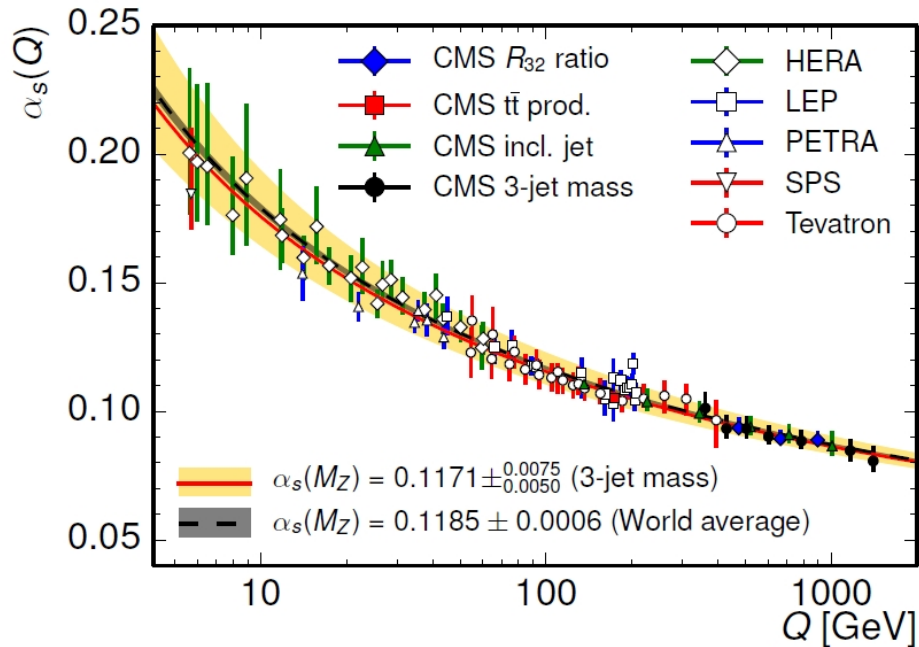 αs(Q)
0.25
0.20
0.15
0.10
0.05
CMS R32 ratio
CMS tt̄ prod.
CMS incl. jet
CMS 3-jet mass
HERA
LEP
PETRA
SPS
Tevatron
αs(MZ) = 0.1171 ±0.0075 0.0050 (3-jet mass)
αs(MZ) = 0.1185 ± 0.0006 (World average)
10
100
1000
Q [GeV]